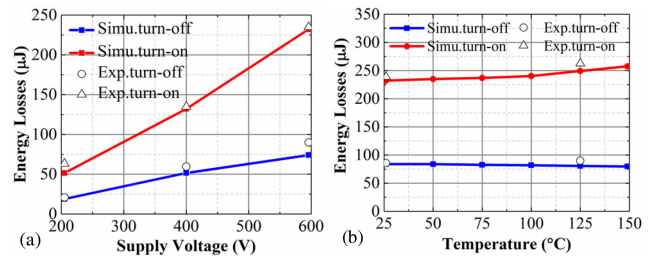 250
200
150
100
50
0
Energy Losses (μJ)
Simu.turn-off
Simu.turn-on
Exp.turn-off
Exp.turn-on
200 300 400 500 600
(a) Supply Voltage (V)
350
300
250
200
150
100
50
0
Energy Losses (μJ)
Simu.turn-off Exp.turn-off
Simu.turn-on Exp.turn-on
25 50 75 100 125 150
(b) Temperature (°C)